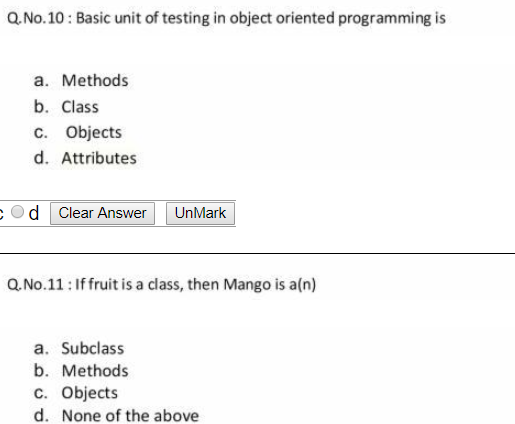 Q.No.10 : Basic unit of testing in object oriented programming is
a. Methods
b. Class
c. Objects
d. Attributes
d Clear Answer UnMark
Q.No.11 : If fruit is a class, then Mango is a(n)
a. Subclass
b. Methods
c. Objects
d. None of the above